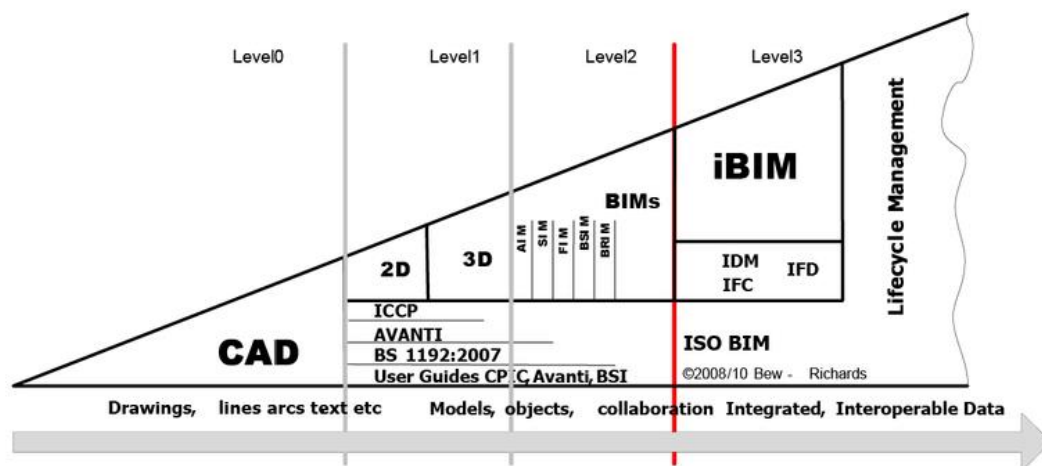 Level0
Level1
Level2
Level3
iBIM
BIMs
Lifecycle Management
2D
3D
AIM
SIM
FIM
BSIM
BRIM
IDM
IFD
IFC
ICCP
CAD
AVANTI
ISO BIM
BS 1192:2007
User Guides CPIC, Avanti, BSI
©2008/10 Bew - Richards
Drawings, lines arcs text etc
Models, objects, collaboration
Integrated, Interoperable Data